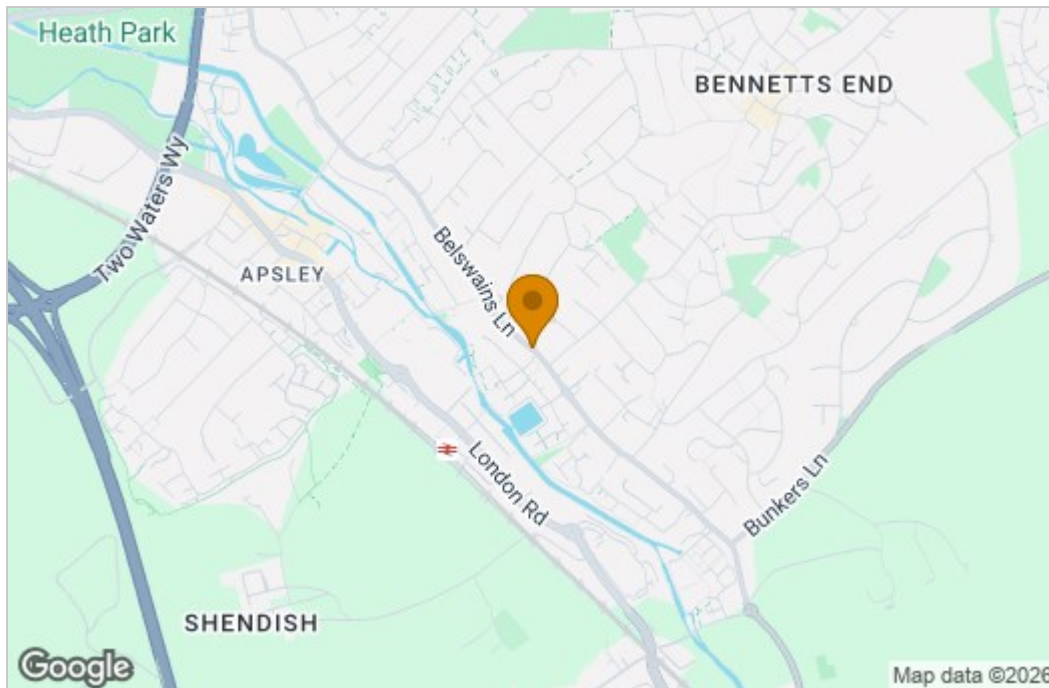 Heath Park
BENNETTS END
Two Waters Wy
Belswains Ln
APSLEY
London Rd
Bunkers Ln
SHENDISH
Google
Map data ©2026